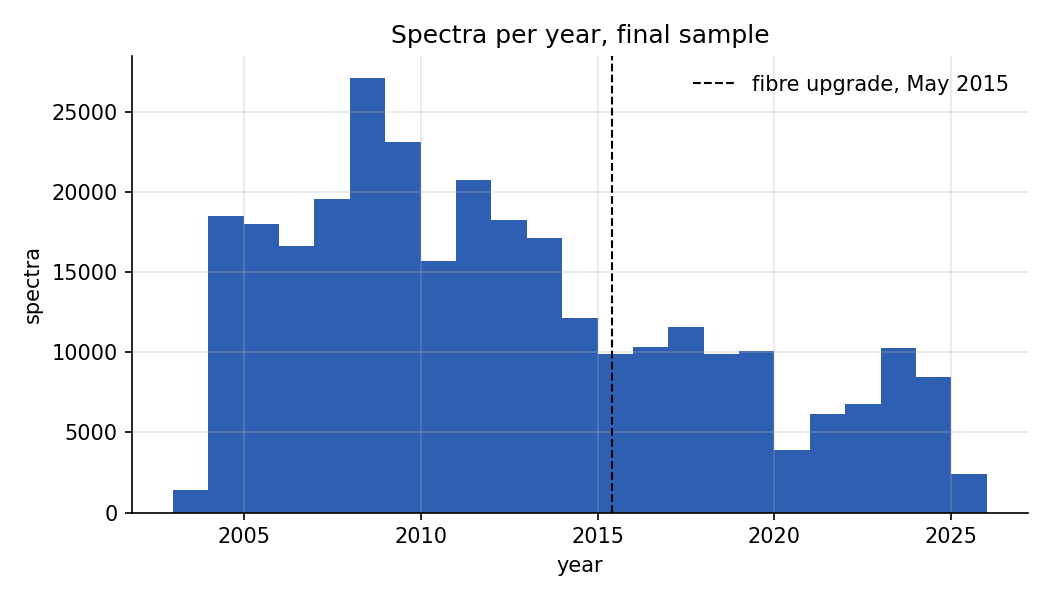 Spectra per year, final sample
fibre upgrade, May 2015
spectra
25000
20000
15000
10000
5000
0
2005 2010 2015 2020 2025
year